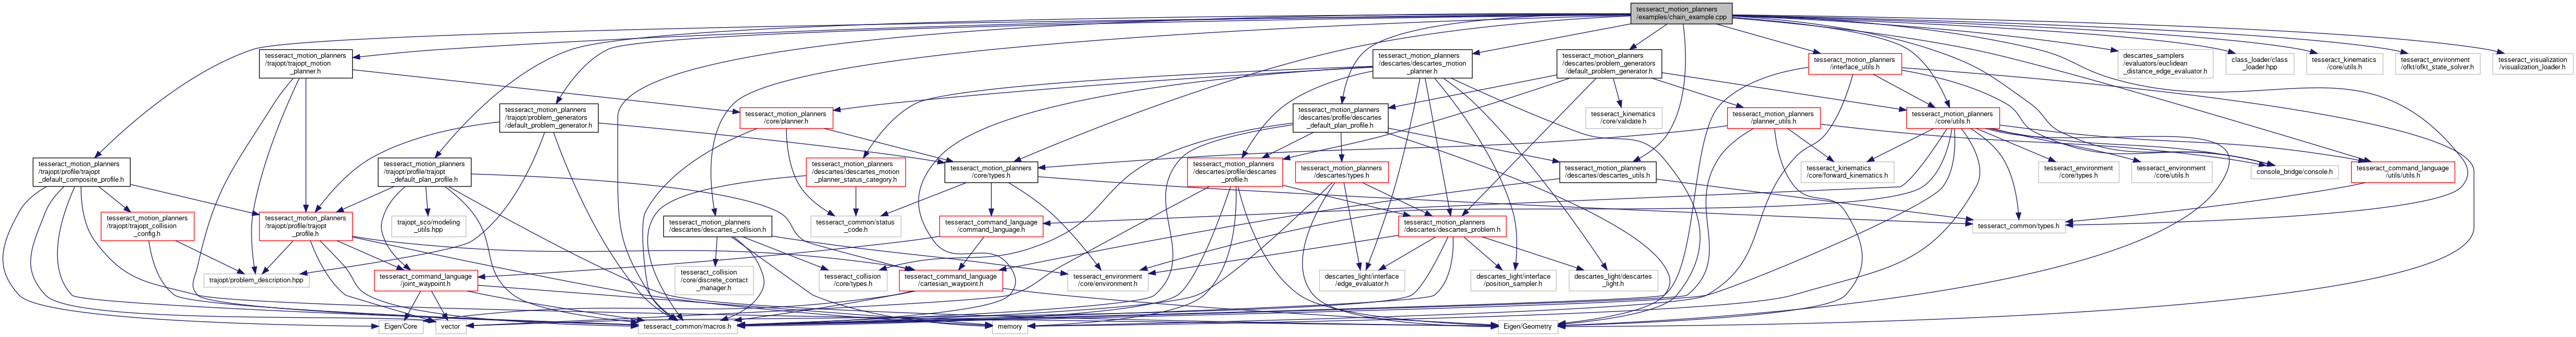 tesseract_motion_planners
/examples/chain_example.cpp
tesseract_motion_planners
/trajopt/trajopt_motion
_planner.h
tesseract_motion_planners
/descartes/descartes_motion
_planner.h
tesseract_motion_planners
/descartes/problem_generators
/default_problem_generator.h
tesseract_motion_planners
/interface_utils.h
descartes_samplers
/evaluators/euclidean
_distance_edge_evaluator.h
class_loader/class
_loader.hpp
tesseract_kinematics
/core/utils.h
tesseract_environment
/ofkt/ofkt_state_solver.h
tesseract_visualization
/visualization_loader.h
tesseract_motion_planners
/trajopt/problem_generators
/default_problem_generator.h
tesseract_motion_planners
/core/planner.h
tesseract_motion_planners
/descartes/profile/descartes
_default_plan_profile.h
tesseract_kinematics
/core/validate.h
tesseract_motion_planners
/planner_utils.h
tesseract_motion_planners
/core/utils.h
tesseract_motion_planners
/trajopt/profile/trajopt
_default_composite_profile.h
tesseract_motion_planners
/trajopt/profile/trajopt
_default_plan_profile.h
tesseract_motion_planners
/descartes/descartes_motion
_planner_status_category.h
tesseract_motion_planners
/core/types.h
tesseract_motion_planners
/descartes/profile/descartes
_profile.h
tesseract_motion_planners
/descartes/types.h
tesseract_motion_planners
/descartes/descartes_utils.h
tesseract_kinematics
/core/forward_kinematics.h
tesseract_environment
/core/types.h
tesseract_environment
/core/utils.h
console_bridge/console.h
tesseract_command_language
/utils/utils.h
tesseract_motion_planners
/trajopt/trajopt_collision
_config.h
tesseract_motion_planners
/trajopt/profile/trajopt
_profile.h
trajopt_sco/modeling
_utils.hpp
tesseract_motion_planners
/descartes/descartes_collision.h
tesseract_common/status
_code.h
tesseract_command_language
/command_language.h
tesseract_motion_planners
/descartes/descartes_problem.h
tesseract_common/types.h
trajopt/problem_description.hpp
tesseract_command_language
/joint_waypoint.h
tesseract_collision
/core/discrete_contact
_manager.h
tesseract_collision
/core/types.h
tesseract_command_language
/cartesian_waypoint.h
tesseract_environment
/core/environment.h
descartes_light/interface
/edge_evaluator.h
descartes_light/interface
/position_sampler.h
descartes_light/descartes
_light.h
Eigen/Core
vector
tesseract_common/macros.h
memory
Eigen/Geometry